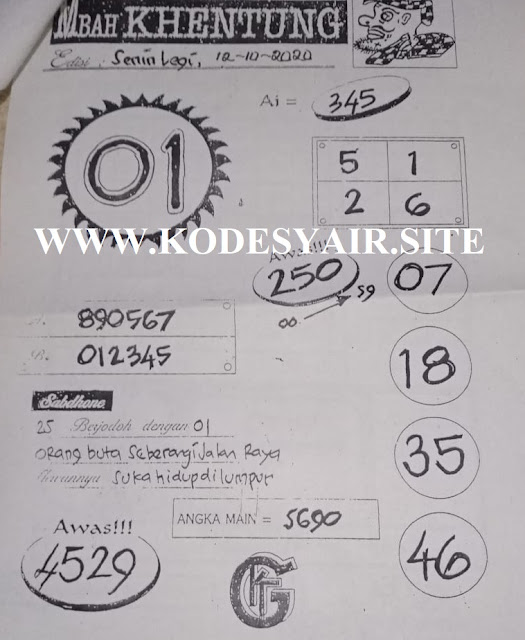 MBAH KHENTUNG
Edisi : Senin Legi, 12-10-2020
Ai = 345
01
5 1
2 6
WWW.KODESYAIR.SITE
Awas!!!
250
00 59
07
A. 890567
B. 012345
18
Sabdhane
25 Berjodoh dengan 01
Orang buta Seberangi Jalan Raya
suka hidup di lumpur
35
ANGKA MAIN = 5690
Awas!!!
4529
46